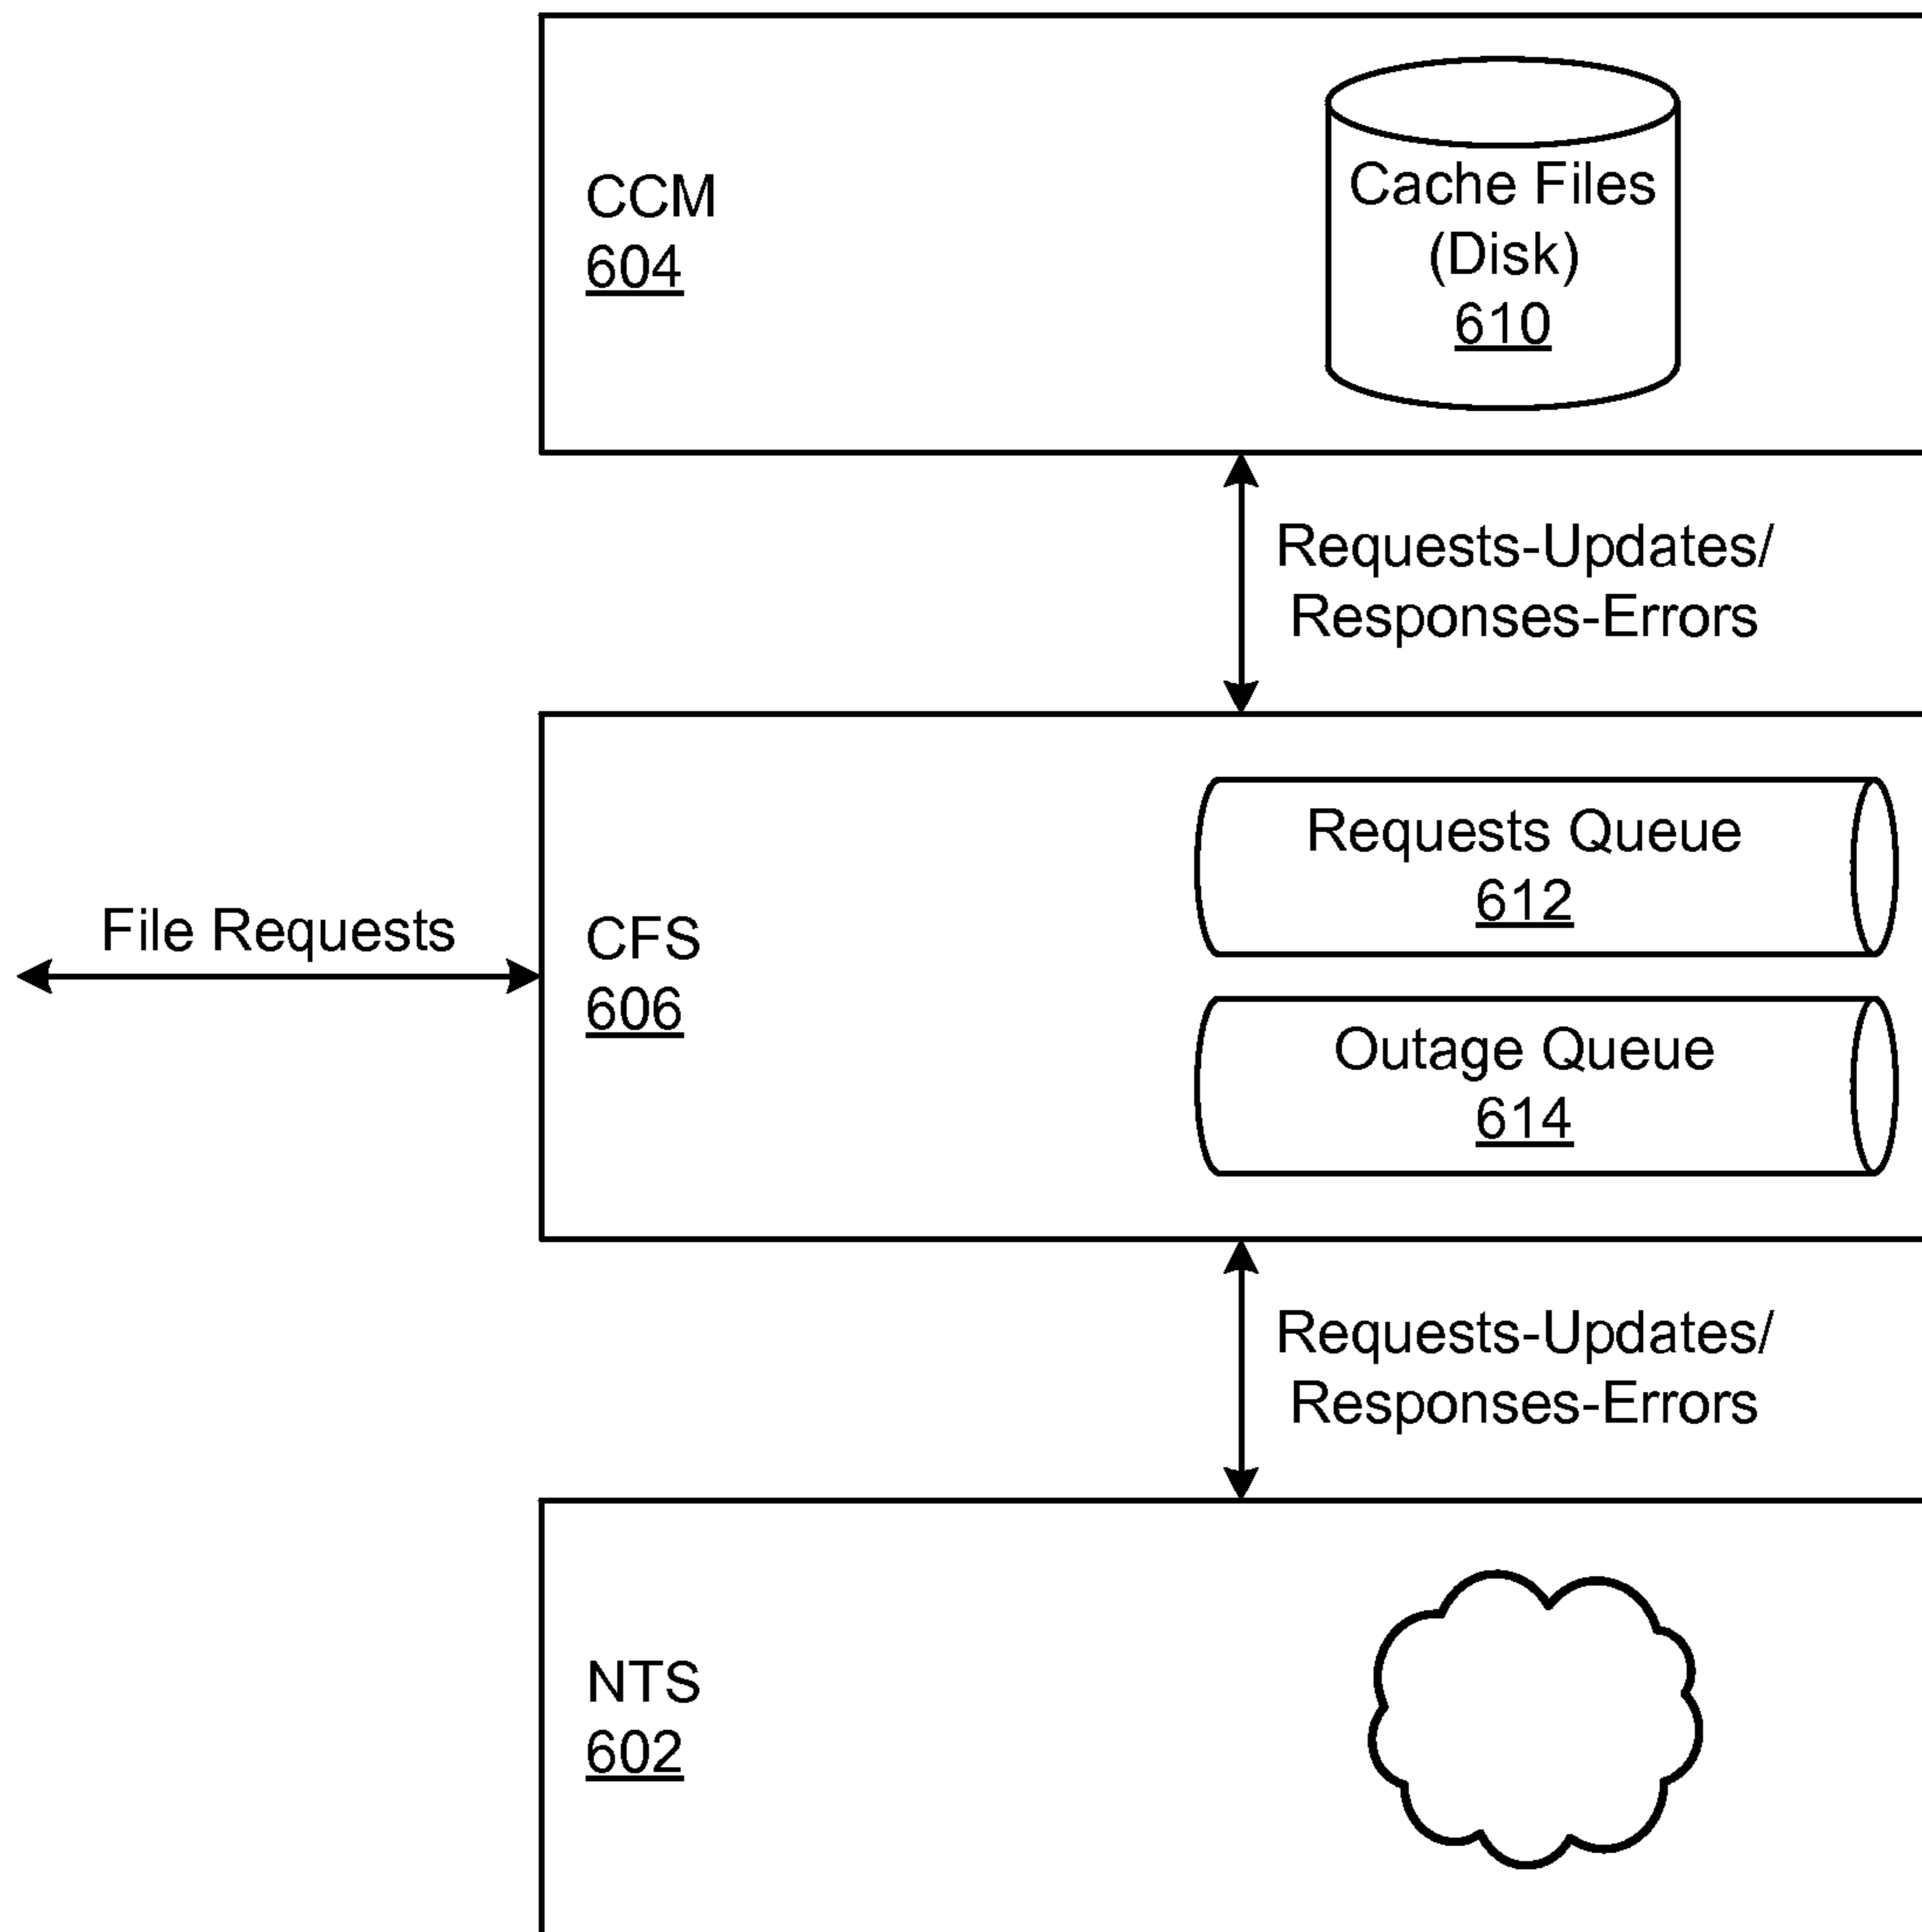 CCM
604
Cache Files
(Disk)
610
Requests-Updates/
Responses-Errors
File Requests
CFS
606
Requests Queue
612
Outage Queue
614
Requests-Updates/
Responses-Errors
NTS
602